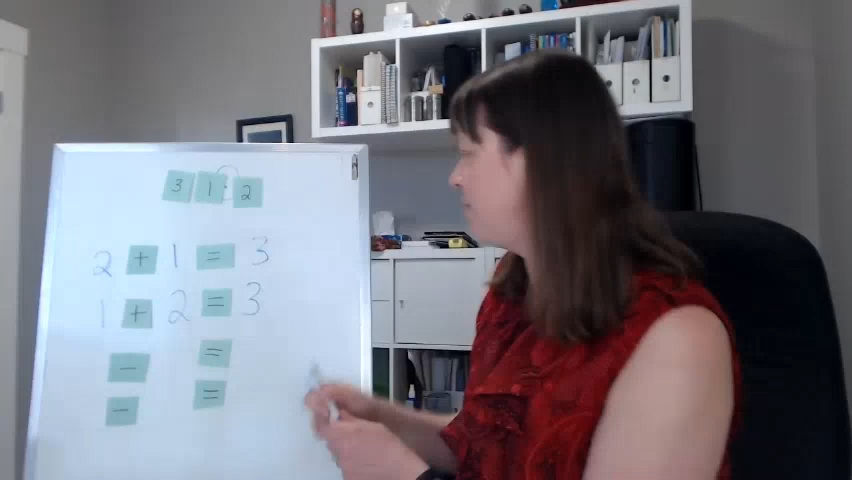 3 1 2
2 + 1 = 3
1 + 2 = 3
- =
- =